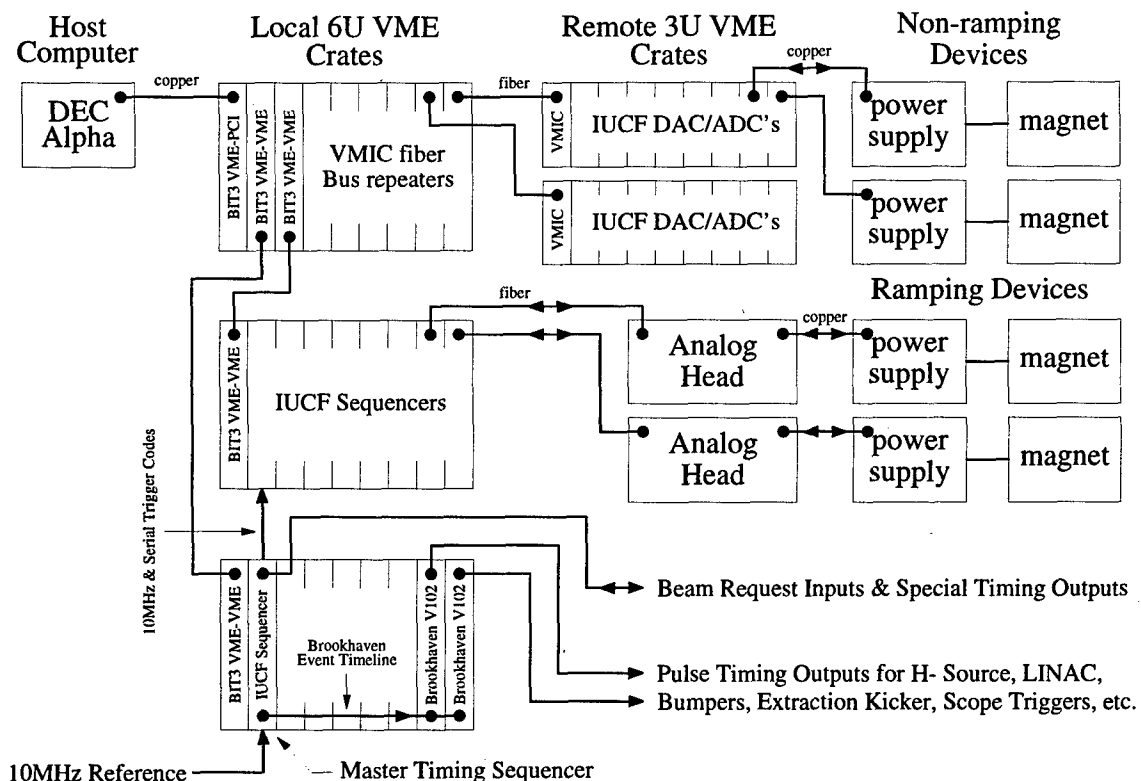 Host
Computer
Local 6U VME
Crates
Remote 3U VME
Crates
Non-ramping
Devices
copper
fiber
copper
DEC
Alpha
BIT3 VME-PCI
BIT3 VME-VME
BIT3 VME-VME
VMIC fiber
Bus repeaters
VMIC
IUCF DAC/ADC's
power
supply
magnet
VMIC
IUCF DAC/ADC's
power
supply
magnet
Ramping Devices
fiber
copper
BIT3 VME-VME
IUCF Sequencers
Analog
Head
power
supply
magnet
Analog
Head
power
supply
magnet
10MHz & Serial Trigger Codes
BIT3 VME-VME
IUCF Sequencer
Brookhaven
Event Timeline
Brookhaven V102
Brookhaven V102
Beam Request Inputs & Special Timing Outputs
Pulse Timing Outputs for H- Source, LINAC,
Bumpers, Extraction Kicker, Scope Triggers, etc.
10MHz Reference
Master Timing Sequencer